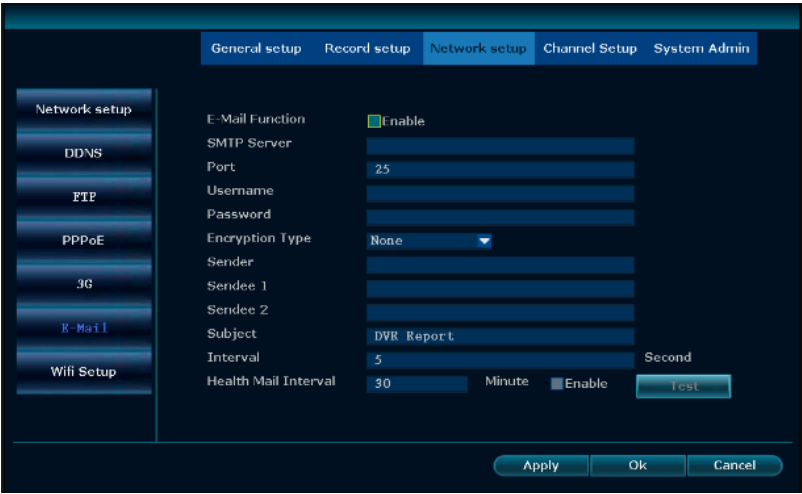 General setup Record setup Network setup Channel Setup System Admin
Network setup
DDNS
FTP
PPPoE
3G
E-Mail
Wifi Setup
E-Mail Function Enable
SMTP Server
Port 25
Username
Password
Encryption Type None
Sender
Sendee 1
Sendee 2
Subject DVR Report
Interval 5 Second
Health Mail Interval 30 Minute Enable Test
Apply Ok Cancel